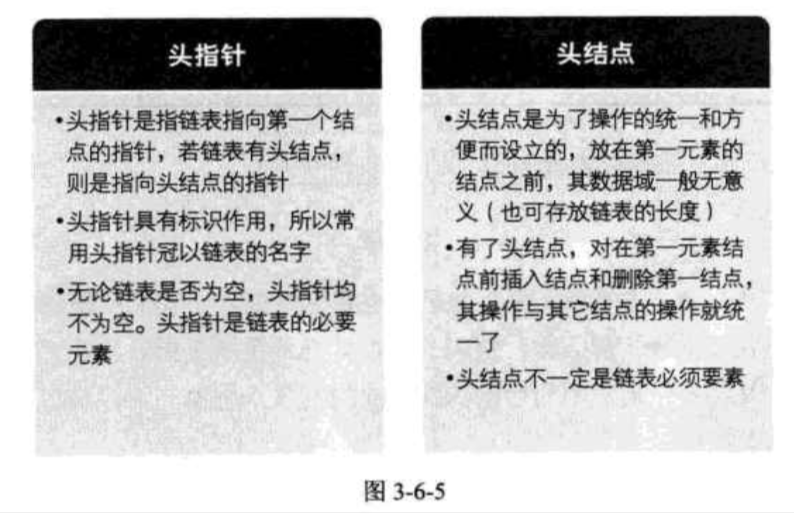 头指针
•头指针是指链表指向第一个结
点的指针，若链表有头结点，
则是指向头结点的指针
•头指针具有标识作用，所以常
用头指针冠以链表的名字
•无论链表是否为空，头指针均
不为空。头指针是链表的必要
元素
头结点
•头结点是为了操作的统一和方
便而设立的，放在第一元素的
结点之前，其数据域一般无意
义（也可存放链表的长度）
•有了头结点，对在第一元素结
点前插入结点和删除第一结点，
其操作与其它结点的操作就统
一了
•头结点不一定是链表必须要素
图 3-6-5